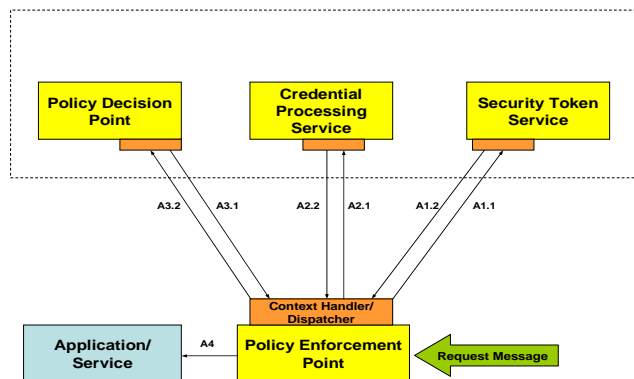 Policy Decision
Point
Credential
Processing
Service
Security Token
Service
A3.2
A3.1
A2.2
A2.1
A1.2
A1.1
Context Handler/
Dispatcher
Application/
Service
A4
Policy Enforcement
Point
Request Message